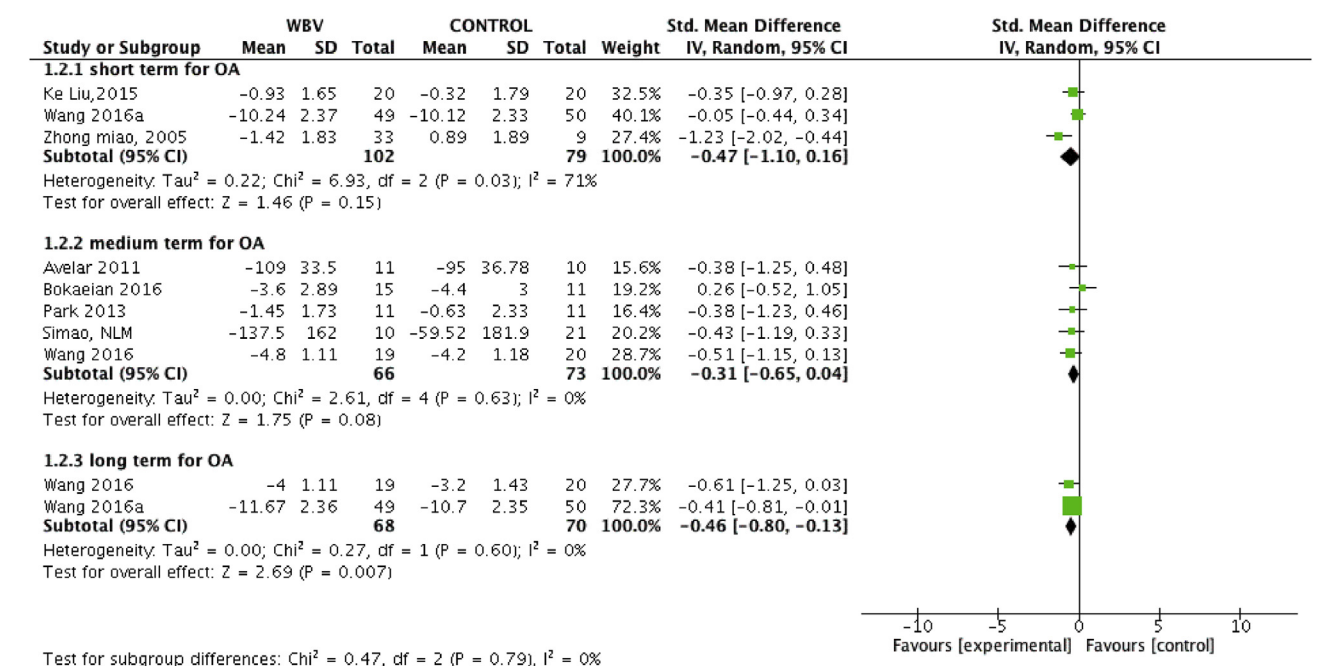 WBV CONTROL Std. Mean Difference Std. Mean Difference
Study or Subgroup Mean SD Total Mean SD Total Weight IV, Random, 95% CI IV, Random, 95% CI
1.2.1 short term for OA
Ke Liu,2015 −0.93 1.65 20 −0.32 1.79 20 32.5% −0.35 [−0.97, 0.28]
Wang 2016a −10.24 2.37 49 −10.12 2.33 50 40.1% −0.05 [−0.44, 0.34]
Zhong miao, 2005 −1.42 1.83 33 0.89 1.89 9 27.4% −1.23 [−2.02, −0.44]
Subtotal (95% CI) 102 79 100.0% −0.47 [−1.10, 0.16]
Heterogeneity: Tau² = 0.22; Chi² = 6.93, df = 2 (P = 0.03); I² = 71%
Test for overall effect: Z = 1.46 (P = 0.15)
1.2.2 medium term for OA
Avelar 2011 −109 33.5 11 −95 36.78 10 15.6% −0.38 [−1.25, 0.48]
Bokaeian 2016 −3.6 2.89 15 −4.4 3 11 19.2% 0.26 [−0.52, 1.05]
Park 2013 −1.45 1.73 11 −0.63 2.33 11 16.4% −0.38 [−1.23, 0.46]
Simao, NLM −137.5 162 10 −59.52 181.9 21 20.2% −0.43 [−1.19, 0.33]
Wang 2016 −4.8 1.11 19 −4.2 1.18 20 28.7% −0.51 [−1.15, 0.13]
Subtotal (95% CI) 66 73 100.0% −0.31 [−0.65, 0.04]
Heterogeneity: Tau² = 0.00; Chi² = 2.61, df = 4 (P = 0.63); I² = 0%
Test for overall effect: Z = 1.75 (P = 0.08)
1.2.3 long term for OA
Wang 2016 −4 1.11 19 −3.2 1.43 20 27.7% −0.61 [−1.25, 0.03]
Wang 2016a −11.67 2.36 49 −10.7 2.35 50 72.3% −0.41 [−0.81, −0.01]
Subtotal (95% CI) 68 70 100.0% −0.46 [−0.80, −0.13]
Heterogeneity: Tau² = 0.00; Chi² = 0.27, df = 1 (P = 0.60); I² = 0%
Test for overall effect: Z = 2.69 (P = 0.007)
−10 −5 0 5 10
Favours [experimental] Favours [control]
Test for subgroup differences: Chi² = 0.47, df = 2 (P = 0.79), I² = 0%